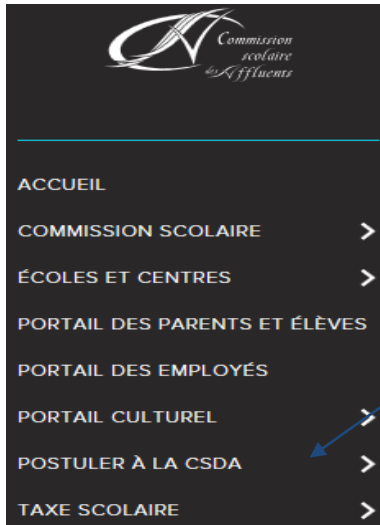 Commission
scolaire
des Affluents
ACCUEIL
COMMISSION SCOLAIRE
ÉCOLES ET CENTRES
PORTAIL DES PARENTS ET ÉLÈVES
PORTAIL DES EMPLOYÉS
PORTAIL CULTUREL
POSTULER À LA CSDA
TAXE SCOLAIRE